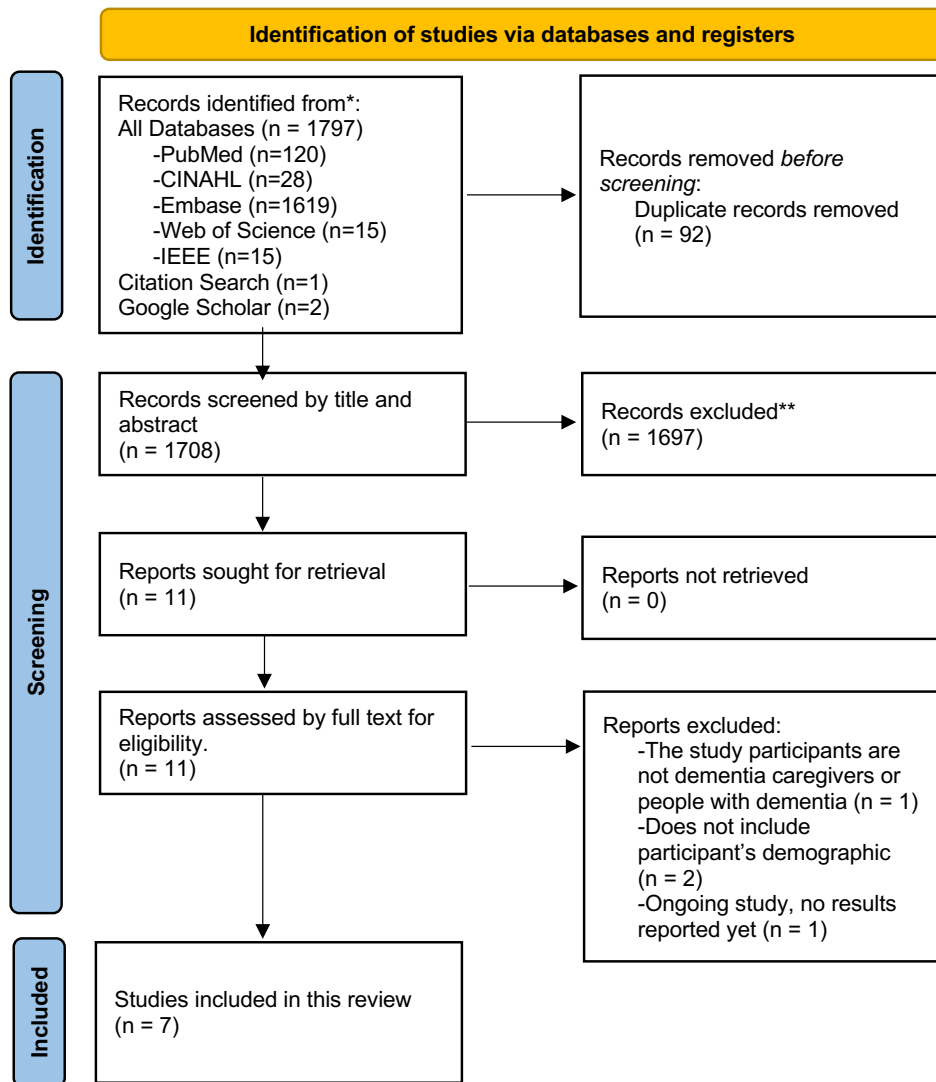 Identification of studies via databases and registers
Identification
Records identified from*:
All Databases (n = 1797)
-PubMed (n=120)
-CINAHL (n=28)
-Embase (n=1619)
-Web of Science (n=15)
-IEEE (n=15)
Citation Search (n=1)
Google Scholar (n=2)
Records removed before
screening:
Duplicate records removed
(n = 92)
Screening
Records screened by title and
abstract
(n = 1708)
Records excluded**
(n = 1697)
Reports sought for retrieval
(n = 11)
Reports not retrieved
(n = 0)
Reports assessed by full text for
eligibility.
(n = 11)
Reports excluded:
-The study participants are
not dementia caregivers or
people with dementia (n = 1)
-Does not include
participant’s demographic
(n = 2)
-Ongoing study, no results
reported yet (n = 1)
Included
Studies included in this review
(n = 7)